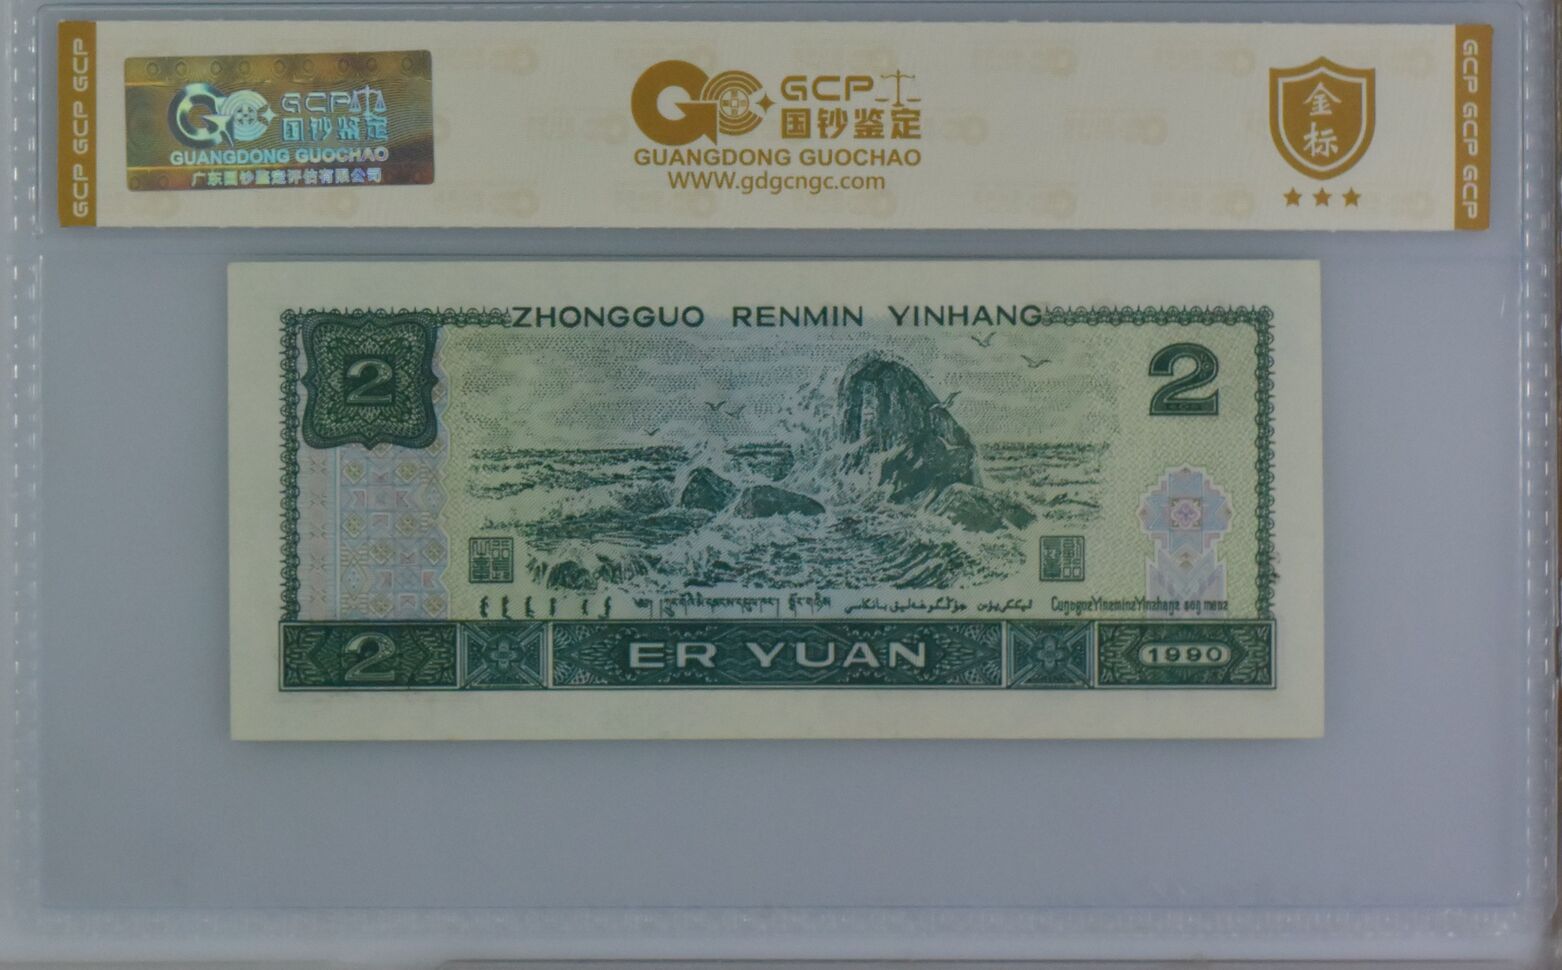 GCP GCP GCP
GCP
国钞鉴定
GUANGDONG GUOCHAO
广东国钞鉴定评估有限公司
GCP
国钞鉴定
GUANGDONG GUOCHAO
WWW.gdgcngc.com
金标
GCP GCP GCP
ZHONGGUO RENMIN YINHANG
2
2
2
ER YUAN
1990